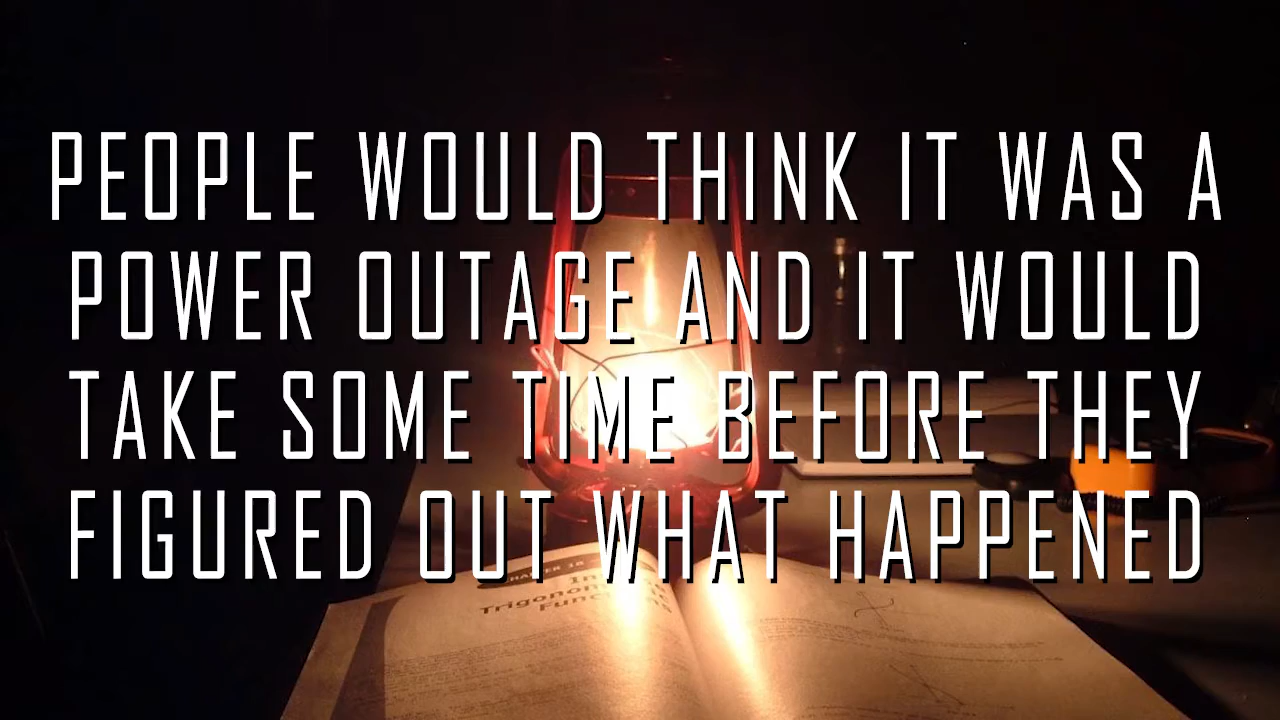 PEOPLE WOULD THINK IT WAS A
POWER OUTAGE AND IT WOULD
TAKE SOME TIME BEFORE THEY
FIGURED OUT WHAT HAPPENED